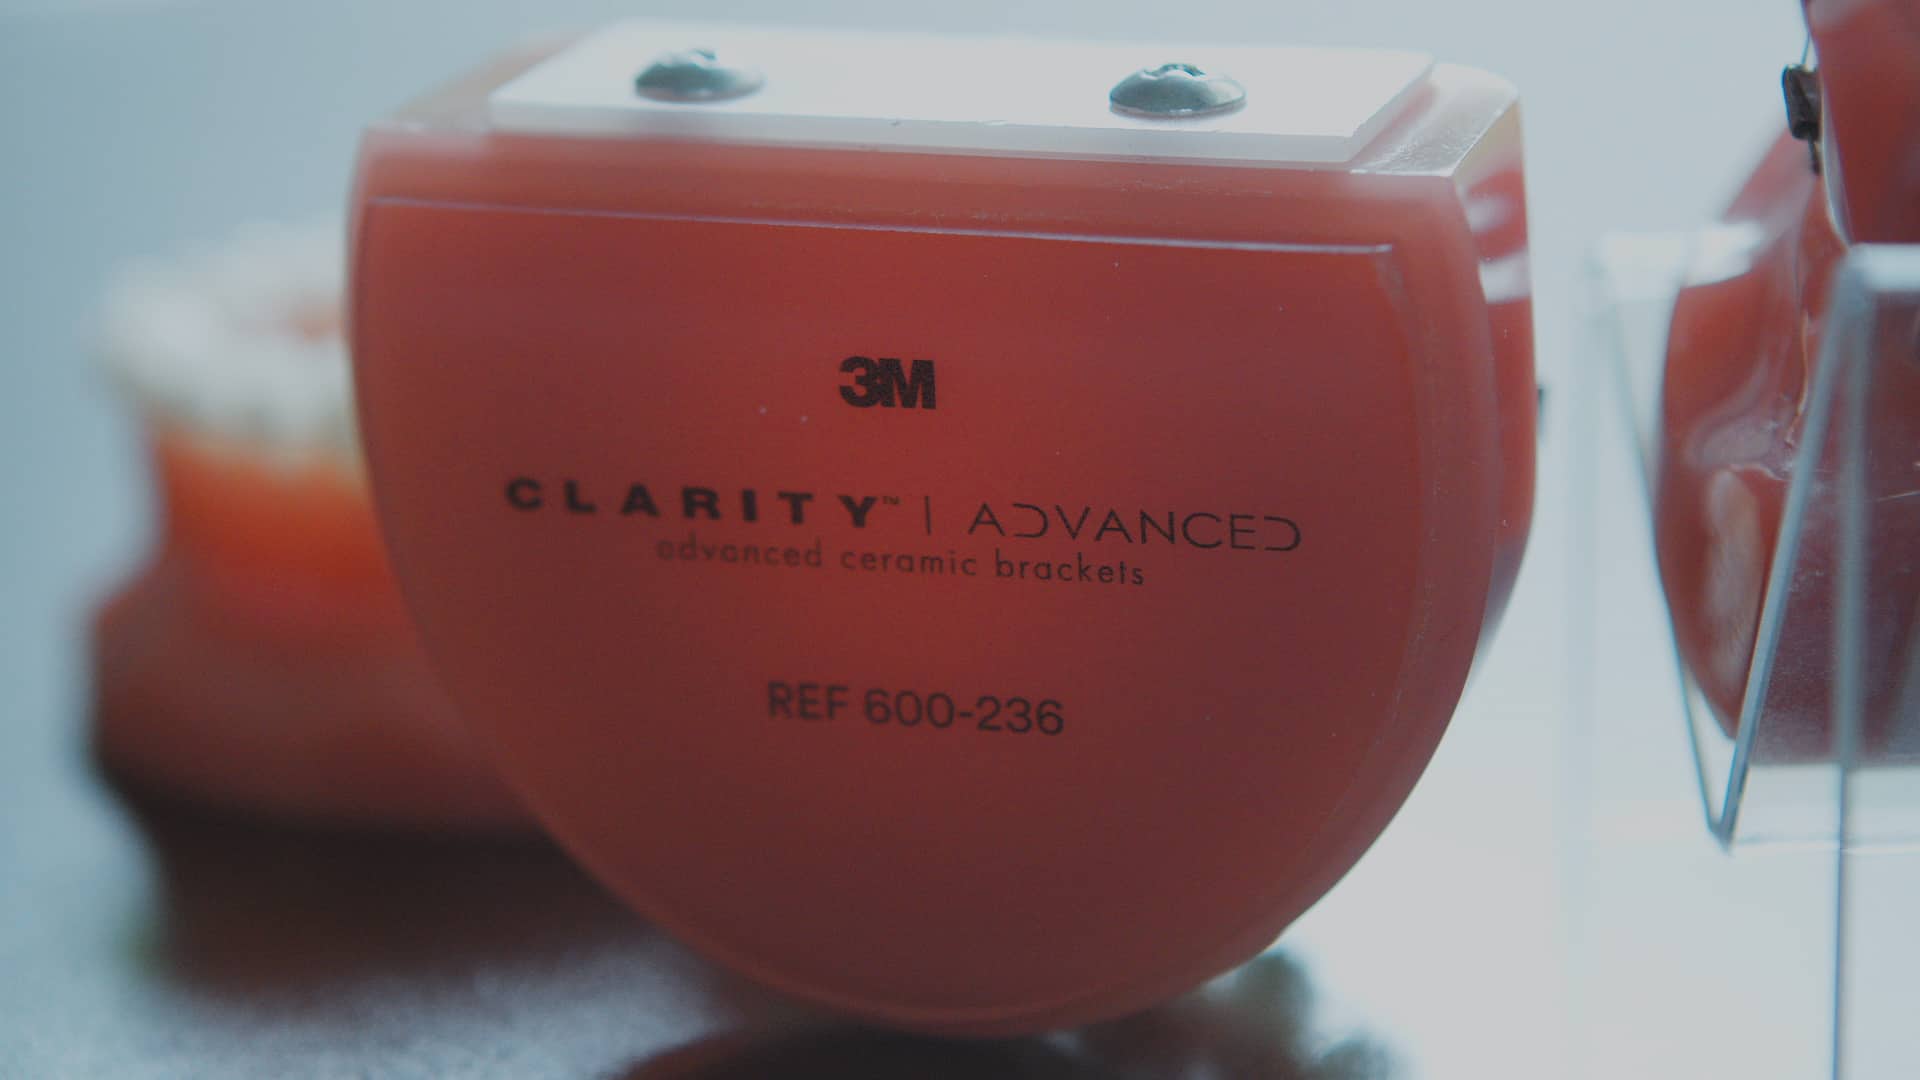 3M
CLARITY™ | ADVANCED
advanced ceramic brackets
REF 600-236